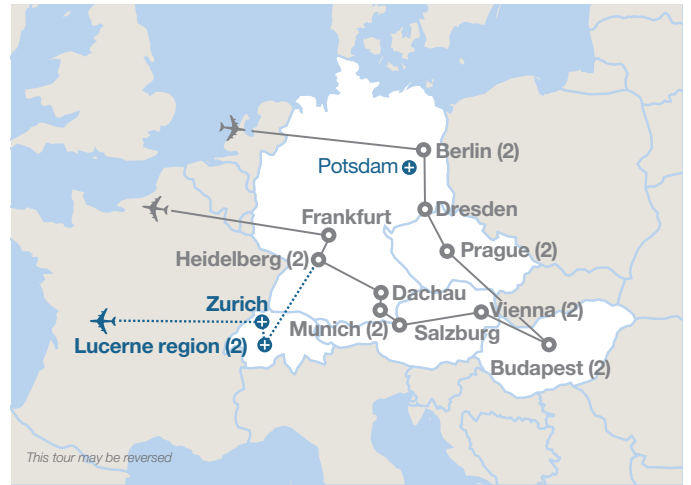 Berlin (2)
Potsdam
Dresden
Frankfurt
Prague (2)
Heidelberg (2)
Dachau
Zurich
Vienna (2)
Munich (2)
Salzburg
Lucerne region (2)
Budapest (2)
This tour may be reversed